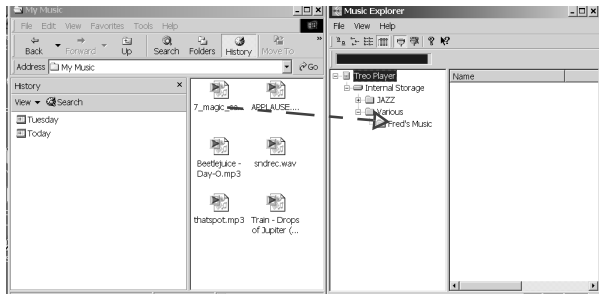 My Music
File Edit View Favorites Tools Help
Back Forward Up Search Folders History Move To »
Address My Music Go
History ×
View Search
Tuesday
Today
7_magic_ca... APPLAUSE....
Beetlejuice - Day-O.mp3
sndrec.wav
thatspot.mp3
Train - Drops of Jupiter (...
Music Explorer
File View Help
Treo Player
Internal Storage
JAZZ
Various
Fred's Music
Name